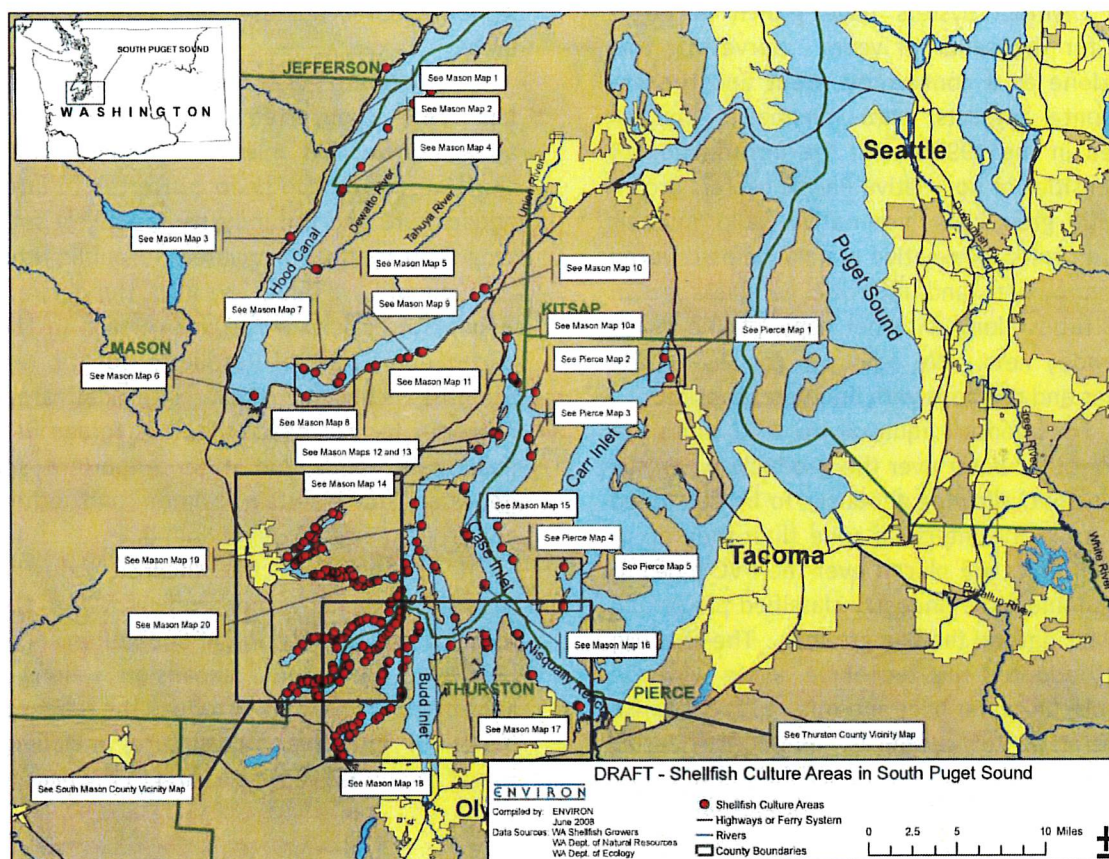 SOUTH PUGET SOUND
WASHINGTON
JEFFERSON
See Mason Map 1
See Mason Map 2
See Mason Map 4
Seattle
Dewatto River
Tahuya River
Union River
Duwamish River
See Mason Map 3
Hood Canal
See Mason Map 5
See Mason Map 10
Puget Sound
See Mason Map 7
See Mason Map 9
KITSAP
See Mason Map 10a
See Pierce Map 1
MASON
See Mason Map 6
See Mason Map 11
See Pierce Map 2
See Mason Map 8
See Pierce Map 3
Green River
See Mason Maps 12 and 13
Carr Inlet
See Mason Map 14
See Mason Map 15
Case Inlet
See Pierce Map 4
Tacoma
White River
See Mason Map 19
See Pierce Map 5
Puyallup River
See Mason Map 20
See Mason Map 16
Nisqually Reach
THURSTON
PIERCE
Budd Inlet
See Mason Map 17
See Thurston County Vicinity Map
See South Mason County Vicinity Map
See Mason Map 18
Oly
DRAFT - Shellfish Culture Areas in South Puget Sound
ENVIRON
Compiled by: ENVIRON
June 2008
Data Sources: WA Shellfish Growers
WA Dept. of Natural Resources
WA Dept. of Ecology
Shellfish Culture Areas
Highways or Ferry System
Rivers
County Boundaries
0 2.5 5 10 Miles